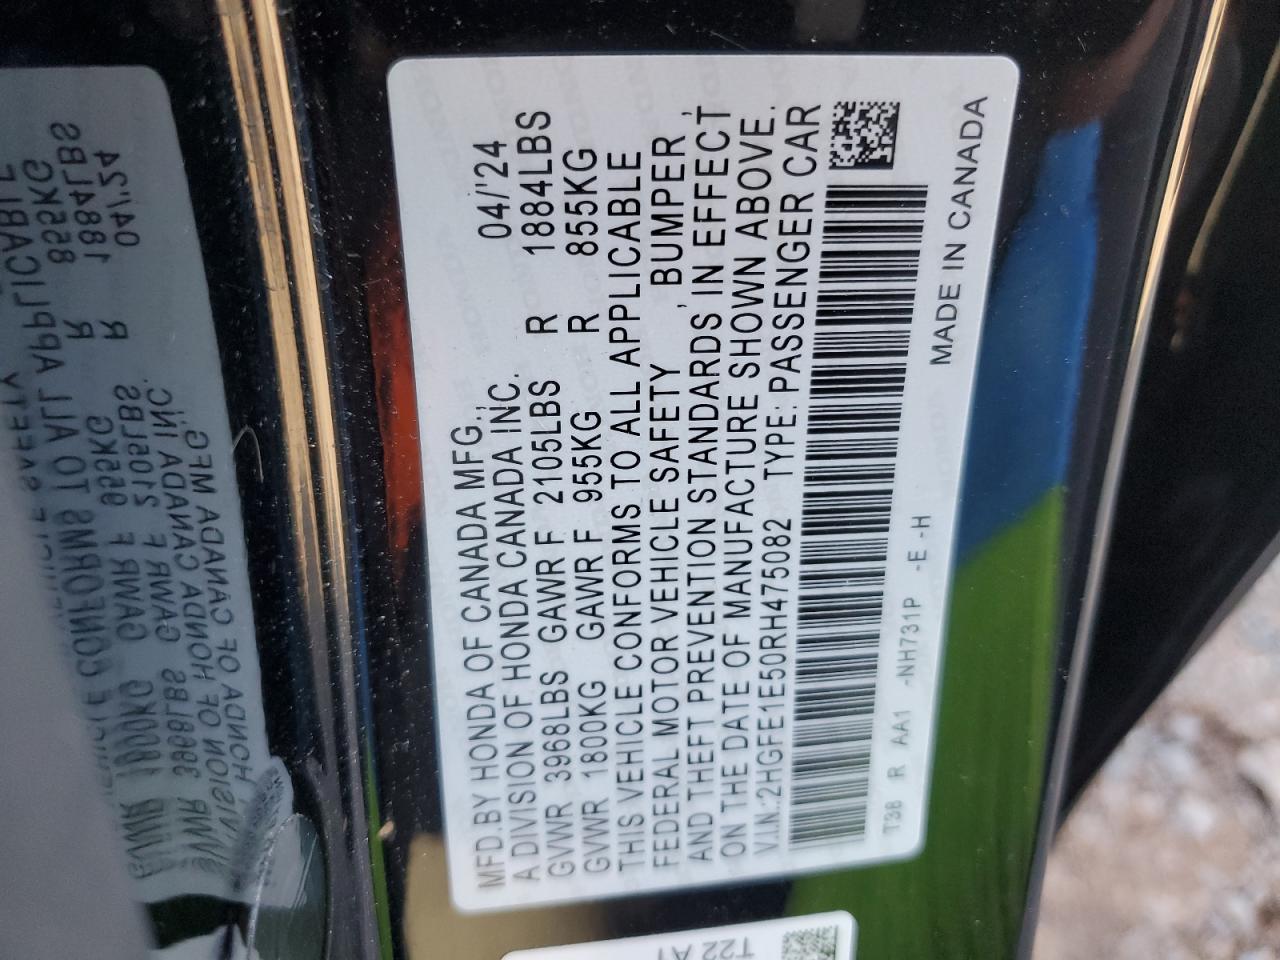 MFD.BY HONDA OF CANADA MFG., 04/'24
A DIVISION OF HONDA CANADA INC.
GVWR 3968LBS GAWR F 2105LBS R 1884LBS
GVWR 1800KG GAWR F 955KG R 855KG
THIS VEHICLE CONFORMS TO ALL APPLICABLE
FEDERAL MOTOR VEHICLE SAFETY , BUMPER ,
AND THEFT PREVENTION STANDARDS IN EFFECT
ON THE DATE OF MANUFACTURE SHOWN ABOVE.
V.I.N.:2HGFE1E50RH475082 TYPE: PASSENGER CAR
T38 R AA1 -NH731P -E -H
MADE IN CANADA
T22 A1